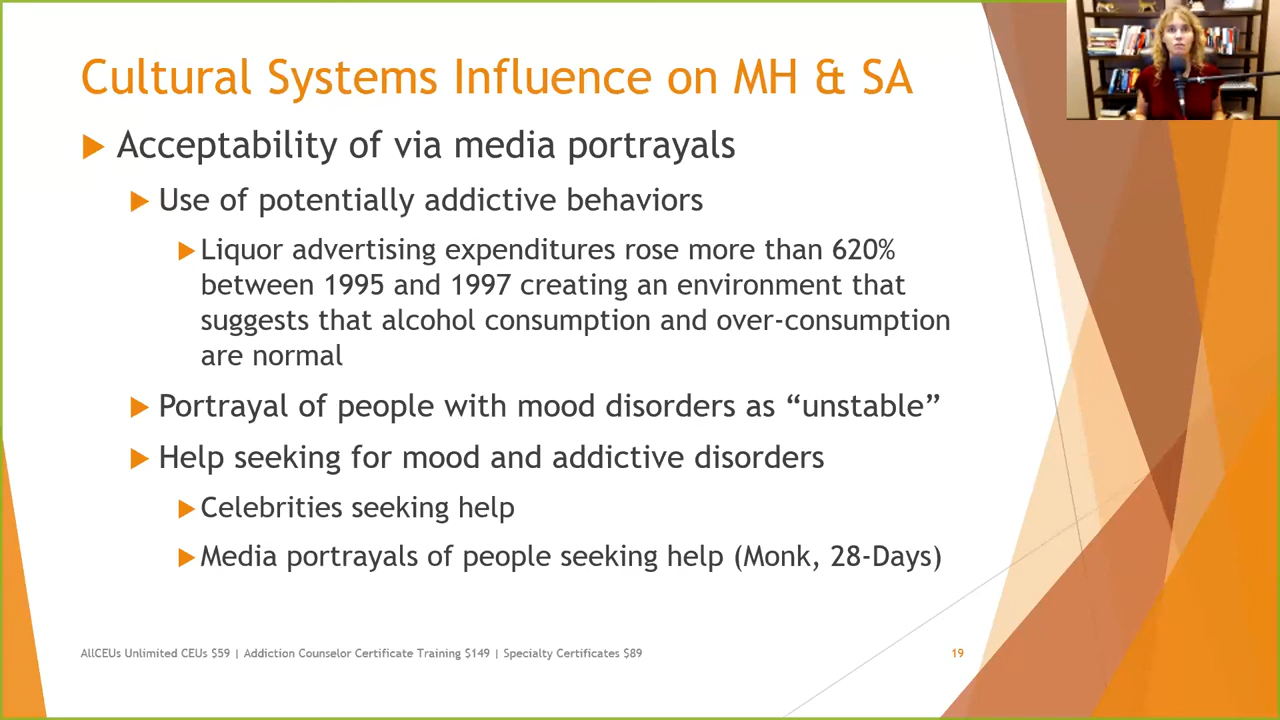 Cultural Systems Influence on MH & SA
Acceptability of via media portrayals
Use of potentially addictive behaviors
Liquor advertising expenditures rose more than 620%
between 1995 and 1997 creating an environment that
suggests that alcohol consumption and over-consumption
are normal
Portrayal of people with mood disorders as “unstable”
Help seeking for mood and addictive disorders
Celebrities seeking help
Media portrayals of people seeking help (Monk, 28-Days)
AllCEUs Unlimited CEUs $59 | Addiction Counselor Certificate Training $149 | Specialty Certificates $89
19